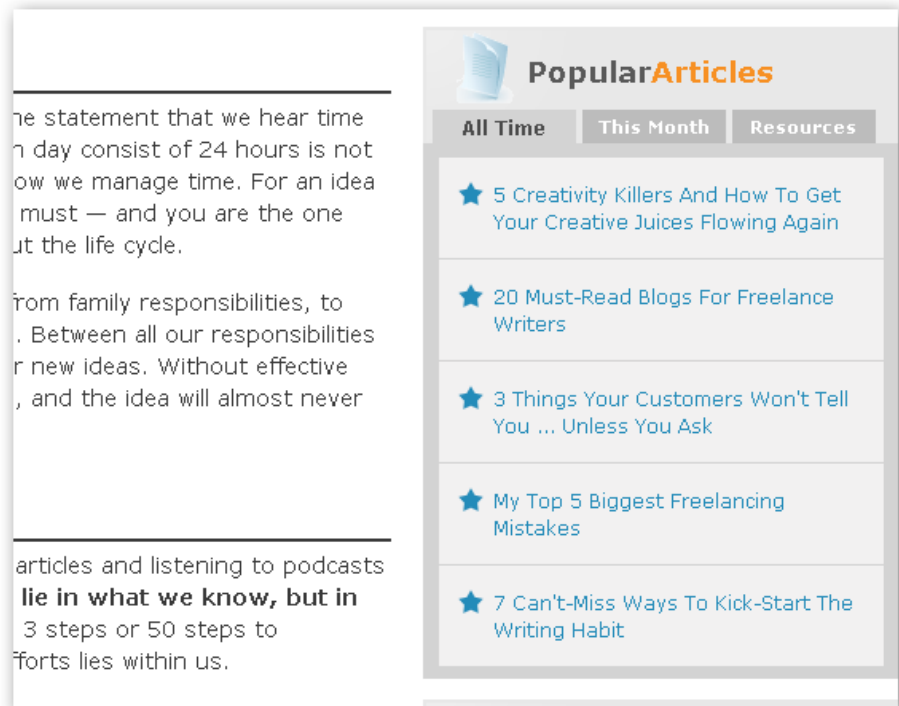 he statement that we hear time
day consist of 24 hours is not
ow we manage time. For an idea
must — and you are the one
ut the life cycle.
from family responsibilities, to
. Between all our responsibilities
r new ideas. Without effective
, and the idea will almost never
articles and listening to podcasts
lie in what we know, but in
3 steps or 50 steps to
fforts lies within us.
PopularArticles
All Time This Month Resources
5 Creativity Killers And How To Get
Your Creative Juices Flowing Again
20 Must-Read Blogs For Freelance
Writers
3 Things Your Customers Won't Tell
You ... Unless You Ask
My Top 5 Biggest Freelancing
Mistakes
7 Can't-Miss Ways To Kick-Start The
Writing Habit